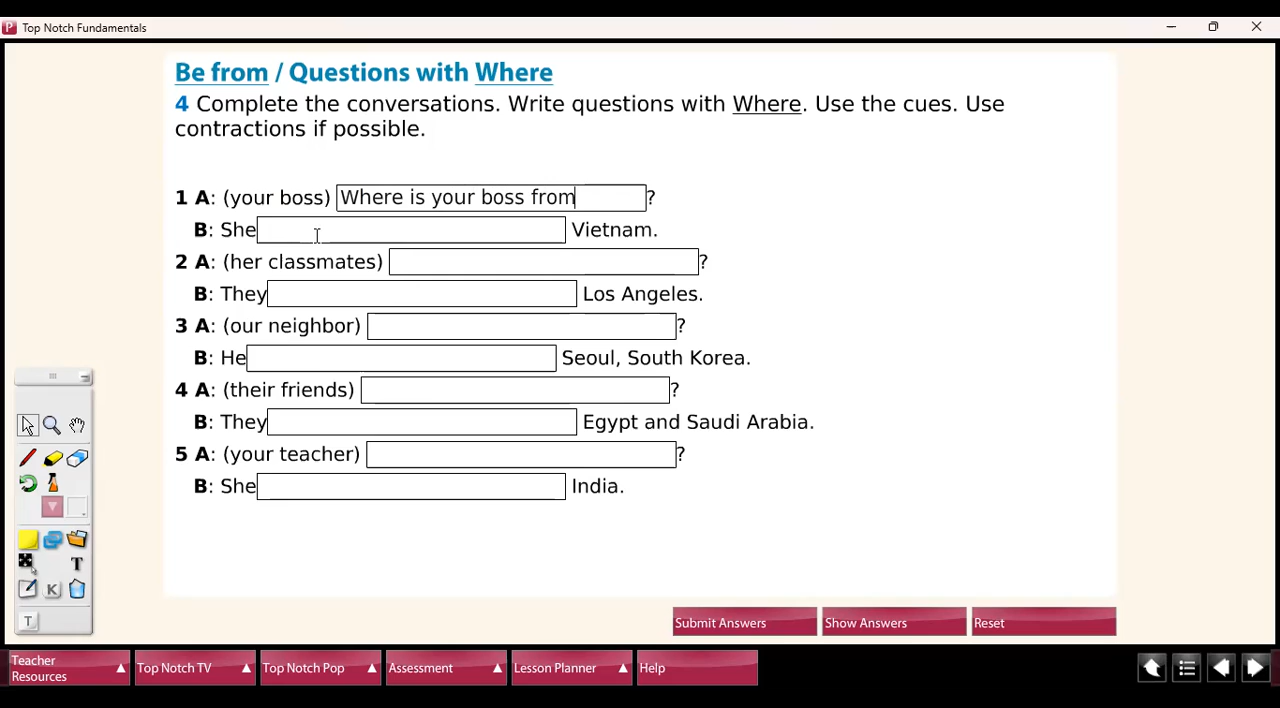 Top Notch Fundamentals
Be from / Questions with Where
4 Complete the conversations. Write questions with Where. Use the cues. Use
contractions if possible.
1 A: (your boss) Where is your boss from?
B: She Vietnam.
2 A: (her classmates) ?
B: They Los Angeles.
3 A: (our neighbor) ?
B: He Seoul, South Korea.
4 A: (their friends) ?
B: They Egypt and Saudi Arabia.
5 A: (your teacher) ?
B: She India.
T
K
T
Submit Answers
Show Answers
Reset
Teacher
Resources
Top Notch TV
Top Notch Pop
Assessment
Lesson Planner
Help